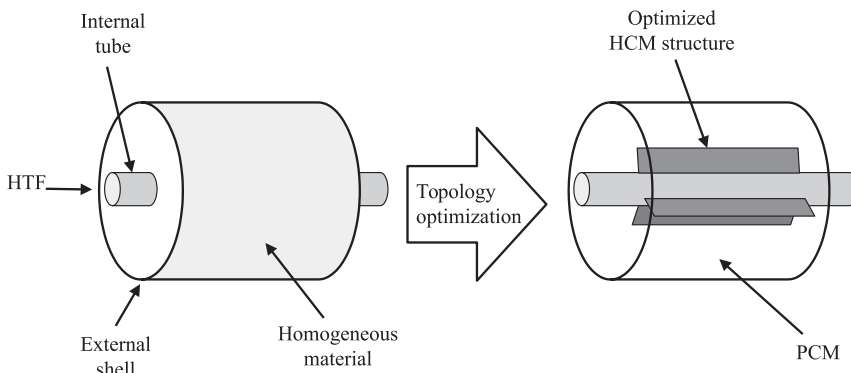 Internal
tube
HTF
External
shell
Homogeneous
material
Topology
optimization
Optimized
HCM structure
PCM